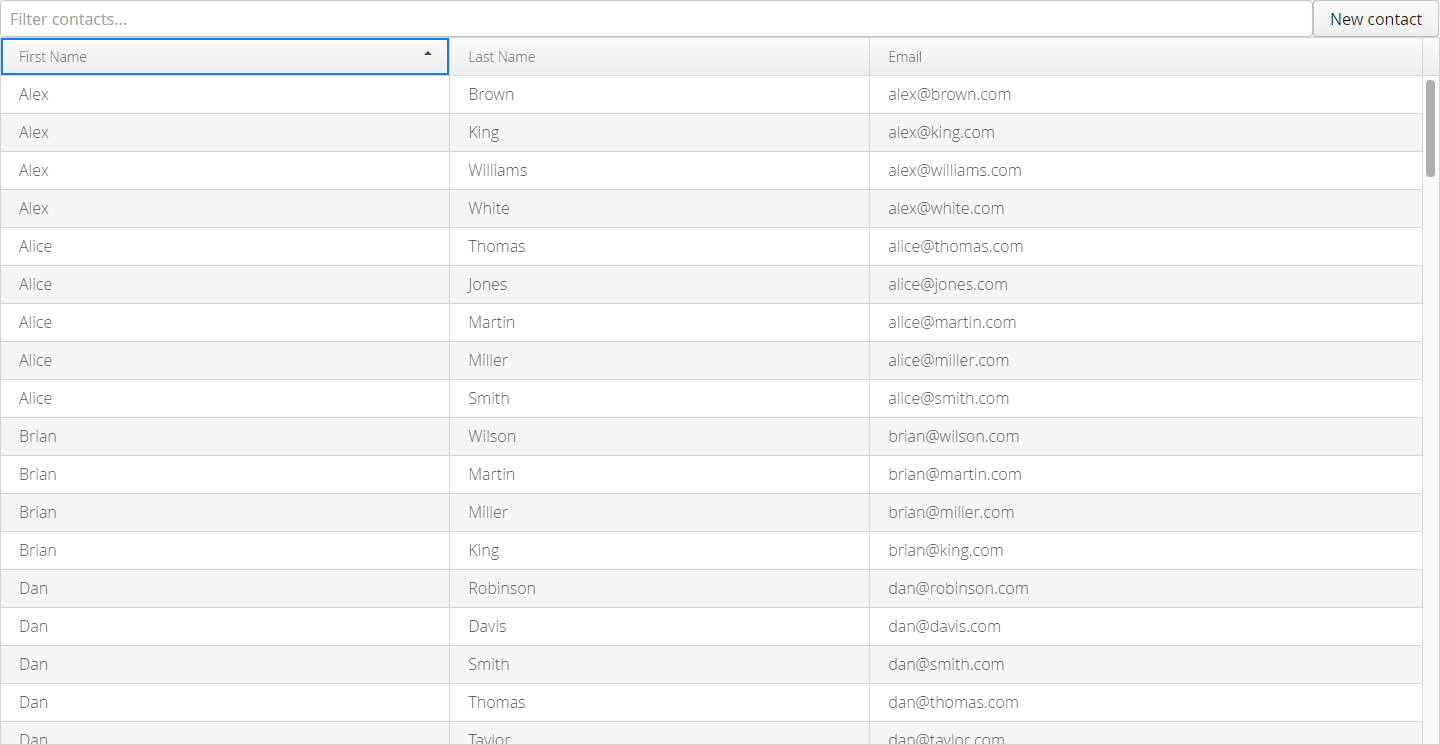 Filter contacts... New contact
First Name Last Name Email
Alex Brown alex@brown.com
Alex King alex@king.com
Alex Williams alex@williams.com
Alex White alex@white.com
Alice Thomas alice@thomas.com
Alice Jones alice@jones.com
Alice Martin alice@martin.com
Alice Miller alice@miller.com
Alice Smith alice@smith.com
Brian Wilson brian@wilson.com
Brian Martin brian@martin.com
Brian Miller brian@miller.com
Brian King brian@king.com
Dan Robinson dan@robinson.com
Dan Davis dan@davis.com
Dan Smith dan@smith.com
Dan Thomas dan@thomas.com
Dan Taylor dan@taylor.com